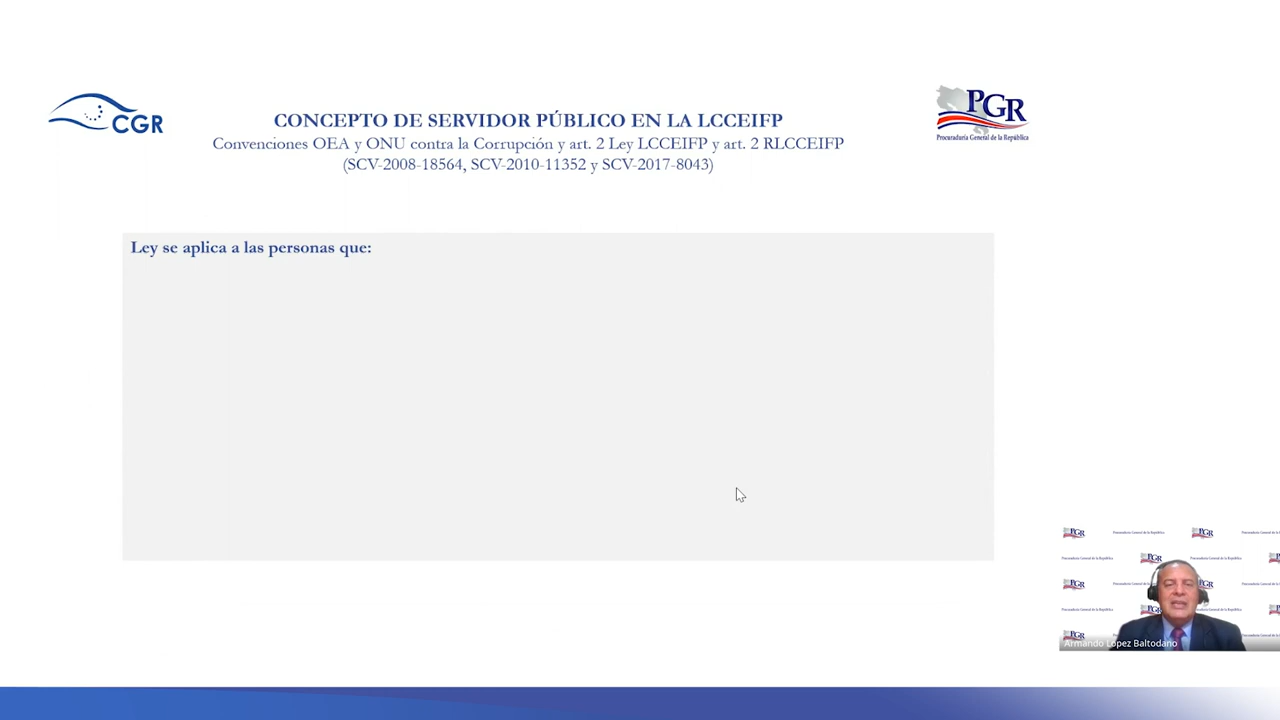 CGR
CONCEPTO DE SERVIDOR PÚBLICO EN LA LCCEIFP
Convenciones OEA y ONU contra la Corrupción y art. 2 Ley LCCEIFP y art. 2 RLCCEIFP
(SCV-2008-18564, SCV-2010-11352 y SCV-2017-8043)
PGR
Procuraduría General de la República
Ley se aplica a las personas que:
Armando López Baltodano